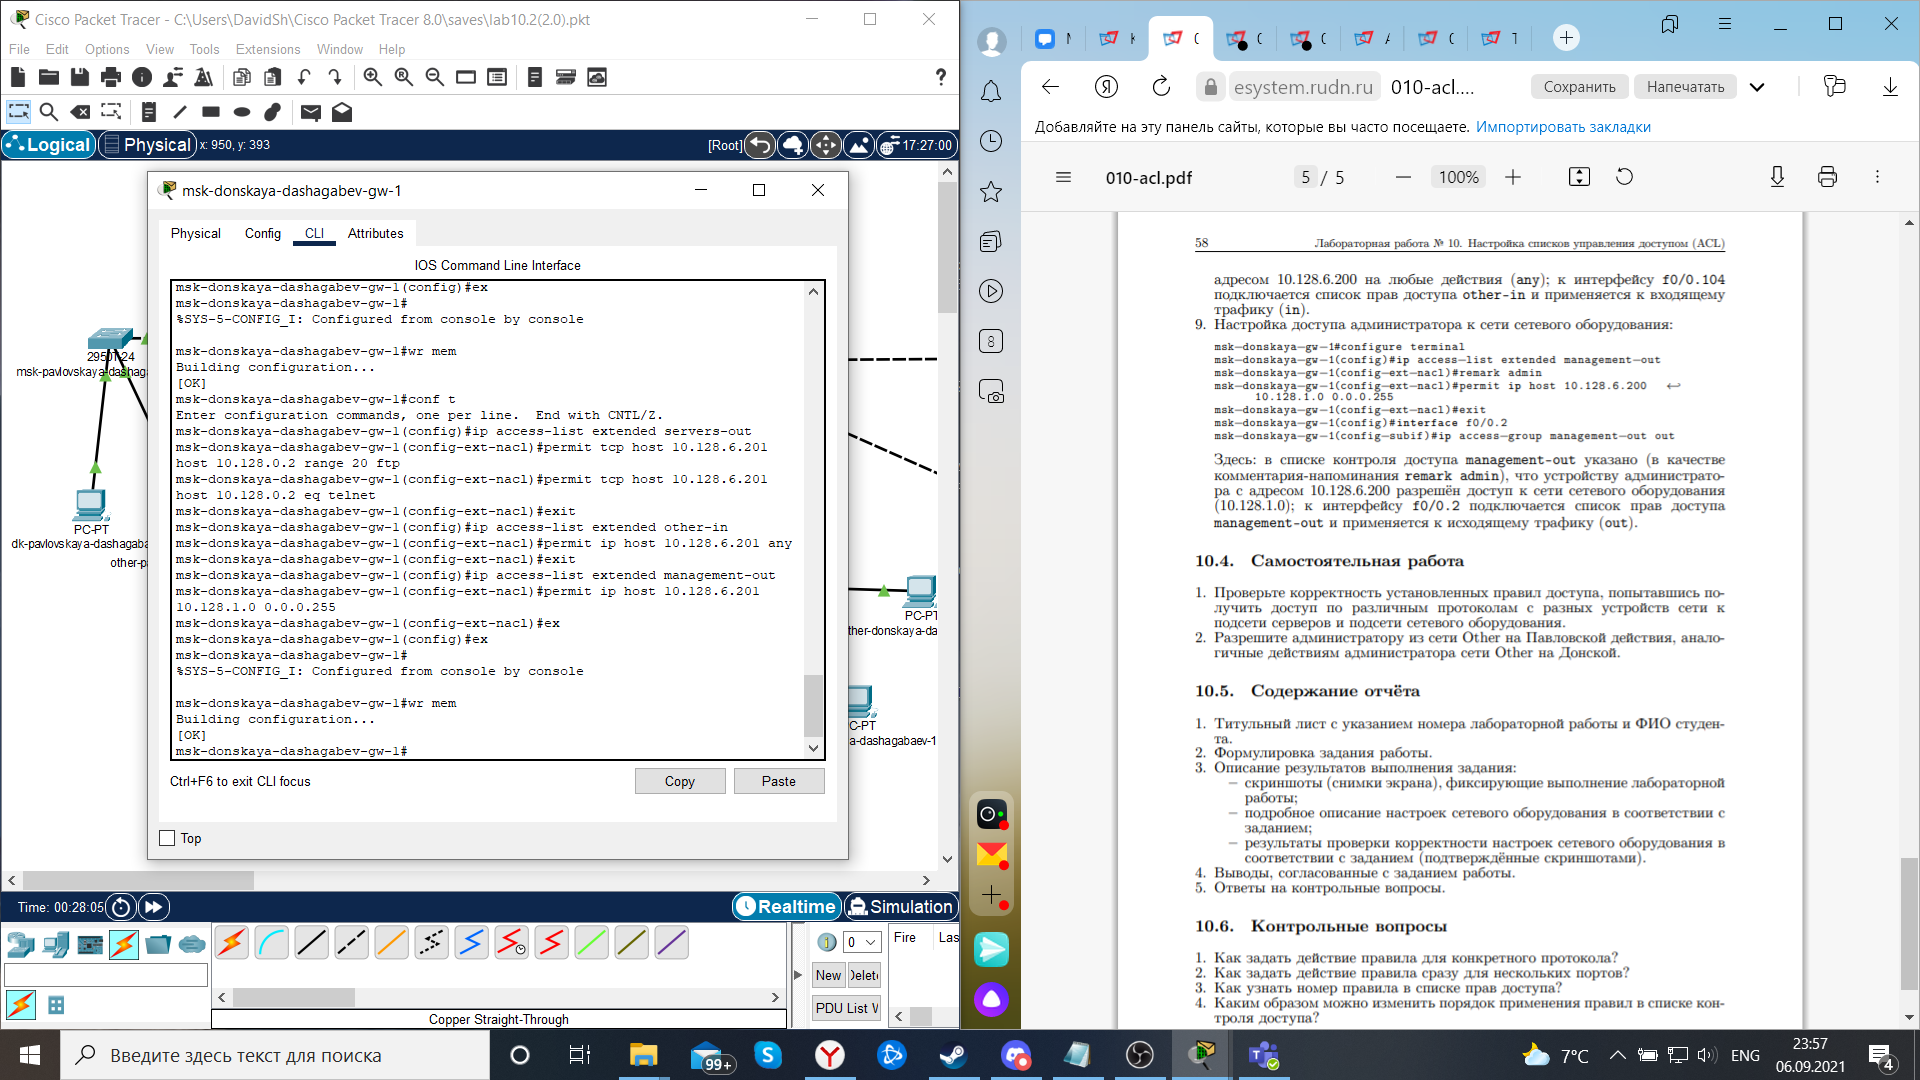 Cisco Packet Tracer - C:\Users\DavidSh\Cisco Packet Tracer 8.0\saves\lab10.2(2.0).pkt
File Edit Options View Tools Extensions Window Help
Logical Physical x: 950, y: 393 [Root] 17:27:00
2950T-24
msk-pavlovskaya-dashaga
PC-PT
dk-pavlovskaya-dashagaba
other-p
msk-donskaya-dashagabev-gw-1
Physical Config CLI Attributes
IOS Command Line Interface
msk-donskaya-dashagabev-gw-1(config)#ex
msk-donskaya-dashagabev-gw-1#
%SYS-5-CONFIG_I: Configured from console by console
msk-donskaya-dashagabev-gw-1#wr mem
Building configuration...
[OK]
msk-donskaya-dashagabev-gw-1#conf t
Enter configuration commands, one per line.  End with CNTL/Z.
msk-donskaya-dashagabev-gw-1(config)#ip access-list extended servers-out
msk-donskaya-dashagabev-gw-1(config-ext-nacl)#permit tcp host 10.128.6.201
host 10.128.0.2 range 20 ftp
msk-donskaya-dashagabev-gw-1(config-ext-nacl)#permit tcp host 10.128.6.201
host 10.128.0.2 eq telnet
msk-donskaya-dashagabev-gw-1(config-ext-nacl)#exit
msk-donskaya-dashagabev-gw-1(config)#ip access-list extended other-in
msk-donskaya-dashagabev-gw-1(config-ext-nacl)#permit ip host 10.128.6.201 any
msk-donskaya-dashagabev-gw-1(config-ext-nacl)#exit
msk-donskaya-dashagabev-gw-1(config)#ip access-list extended management-out
msk-donskaya-dashagabev-gw-1(config-ext-nacl)#permit ip host 10.128.6.201
10.128.1.0 0.0.0.255
msk-donskaya-dashagabev-gw-1(config-ext-nacl)#ex
msk-donskaya-dashagabev-gw-1(config)#ex
msk-donskaya-dashagabev-gw-1#
%SYS-5-CONFIG_I: Configured from console by console
msk-donskaya-dashagabev-gw-1#wr mem
Building configuration...
[OK]
msk-donskaya-dashagabev-gw-1#
Ctrl+F6 to exit CLI focus Copy Paste
Top
PC-PT
ther-donskaya-da
C-PT
a-dashagabaev-1
Time: 00:28:05 Realtime Simulation
0 Fire Las
New Delet
PDU List W
Copper Straight-Through
esystem.rudn.ru 010-acl.... Сохранить Напечатать
Добавляйте на эту панель сайты, которые вы часто посещаете. Импортировать закладки
010-acl.pdf 5 / 5 100%
8
58 Лабораторная работа № 10. Настройка списков управления доступом (ACL)
адресом 10.128.6.200 на любые действия (any); к интерфейсу f0/0.104
подключается список прав доступа other-in и применяется к входящему
трафику (in).
9. Настройка доступа администратора к сети сетевого оборудования:
msk-donskaya-gw-1#configure terminal
msk-donskaya-gw-1(config)#ip access-list extended management-out
msk-donskaya-gw-1(config-ext-nacl)#remark admin
msk-donskaya-gw-1(config-ext-nacl)#permit ip host 10.128.6.200 ↩
10.128.1.0 0.0.0.255
msk-donskaya-gw-1(config-ext-nacl)#exit
msk-donskaya-gw-1(config)#interface f0/0.2
msk-donskaya-gw-1(config-subif)#ip access-group management-out out
Здесь: в списке контроля доступа management-out указано (в качестве
комментария-напоминания remark admin), что устройству администрато-
ра с адресом 10.128.6.200 разрешён доступ к сети сетевого оборудования
(10.128.1.0); к интерфейсу f0/0.2 подключается список прав доступа
management-out и применяется к исходящему трафику (out).
10.4. Самостоятельная работа
1. Проверьте корректность установленных правил доступа, попытавшись по-
лучить доступ по различным протоколам с разных устройств сети к
подсети серверов и подсети сетевого оборудования.
2. Разрешите администратору из сети Other на Павловской действия, анало-
гичные действиям администратора сети Other на Донской.
10.5. Содержание отчёта
1. Титульный лист с указанием номера лабораторной работы и ФИО студен-
та.
2. Формулировка задания работы.
3. Описание результатов выполнения задания:
– скриншоты (снимки экрана), фиксирующие выполнение лабораторной
работы;
– подробное описание настроек сетевого оборудования в соответствии с
заданием;
– результаты проверки корректности настроек сетевого оборудования в
соответствии с заданием (подтверждённые скриншотами).
4. Выводы, согласованные с заданием работы.
5. Ответы на контрольные вопросы.
10.6. Контрольные вопросы
1. Как задать действие правила для конкретного протокола?
2. Как задать действие правила сразу для нескольких портов?
3. Как узнать номер правила в списке прав доступа?
4. Каким образом можно изменить порядок применения правил в списке кон-
троля доступа?
Введите здесь текст для поиска 99+ 7°C ENG 23:57
06.09.2021 4